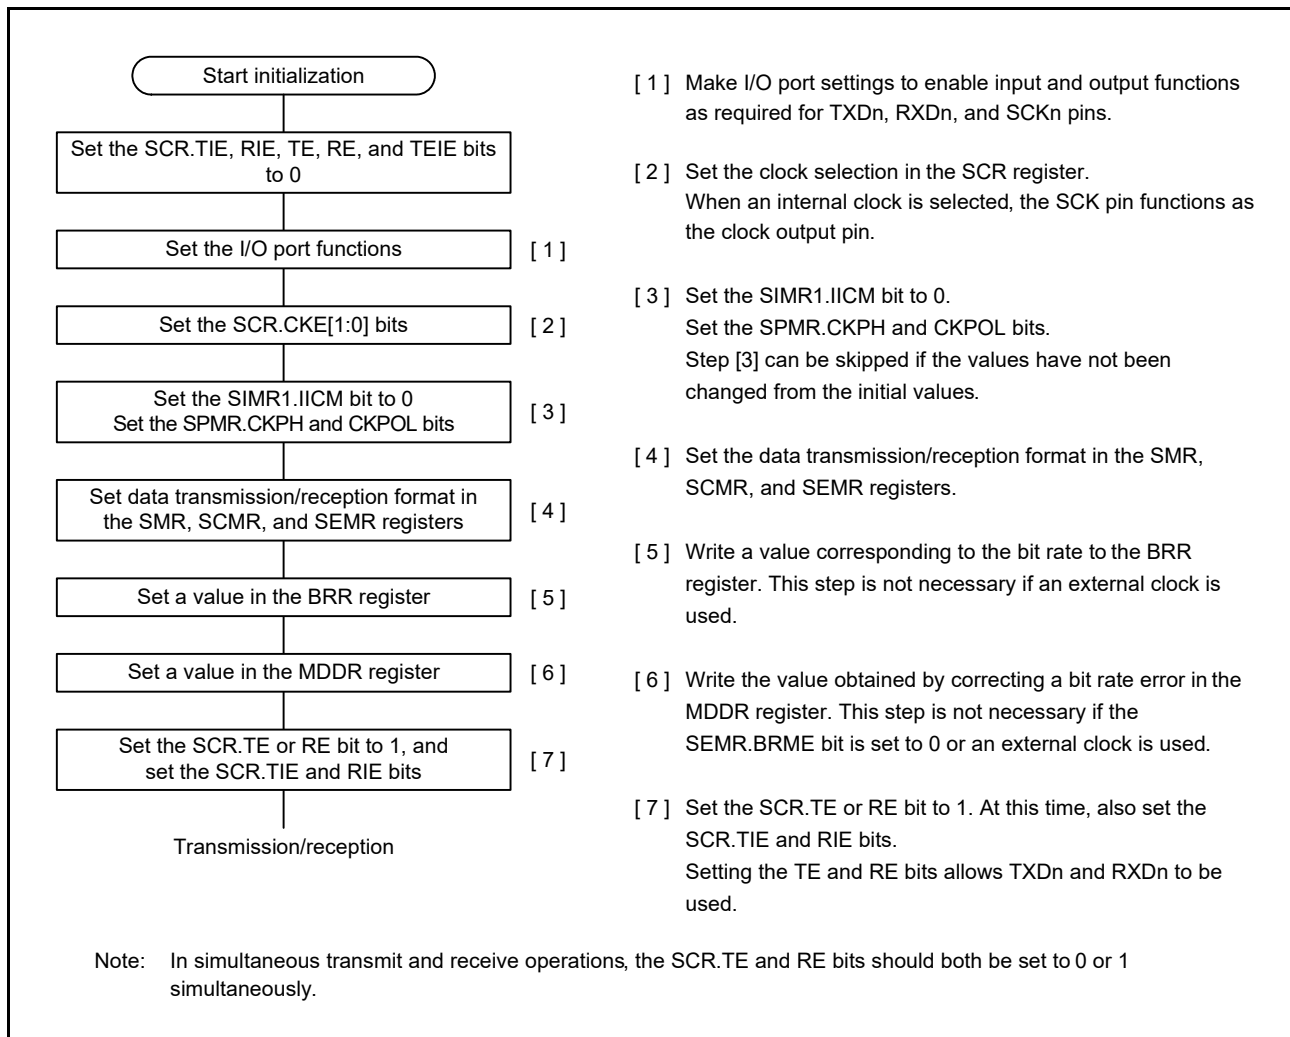 Start initialization
Set the SCR.TIE, RIE, TE, RE, and TEIE bits
to 0
Set the I/O port functions
[ 1 ]
Set the SCR.CKE[1:0] bits
[ 2 ]
Set the SIMR1.IICM bit to 0
Set the SPMR.CKPH and CKPOL bits
[ 3 ]
Set data transmission/reception format in
the SMR, SCMR, and SEMR registers
[ 4 ]
Set a value in the BRR register
[ 5 ]
Set a value in the MDDR register
[ 6 ]
Set the SCR.TE or RE bit to 1, and
set the SCR.TIE and RIE bits
[ 7 ]
Transmission/reception
[ 1 ] Make I/O port settings to enable input and output functions
as required for TXDn, RXDn, and SCKn pins.
[ 2 ] Set the clock selection in the SCR register.
When an internal clock is selected, the SCK pin functions as
the clock output pin.
[ 3 ] Set the SIMR1.IICM bit to 0.
Set the SPMR.CKPH and CKPOL bits.
Step [3] can be skipped if the values have not been
changed from the initial values.
[ 4 ] Set the data transmission/reception format in the SMR,
SCMR, and SEMR registers.
[ 5 ] Write a value corresponding to the bit rate to the BRR
register. This step is not necessary if an external clock is
used.
[ 6 ] Write the value obtained by correcting a bit rate error in the
MDDR register. This step is not necessary if the
SEMR.BRME bit is set to 0 or an external clock is used.
[ 7 ] Set the SCR.TE or RE bit to 1. At this time, also set the
SCR.TIE and RIE bits.
Setting the TE and RE bits allows TXDn and RXDn to be
used.
Note: In simultaneous transmit and receive operations, the SCR.TE and RE bits should both be set to 0 or 1
simultaneously.